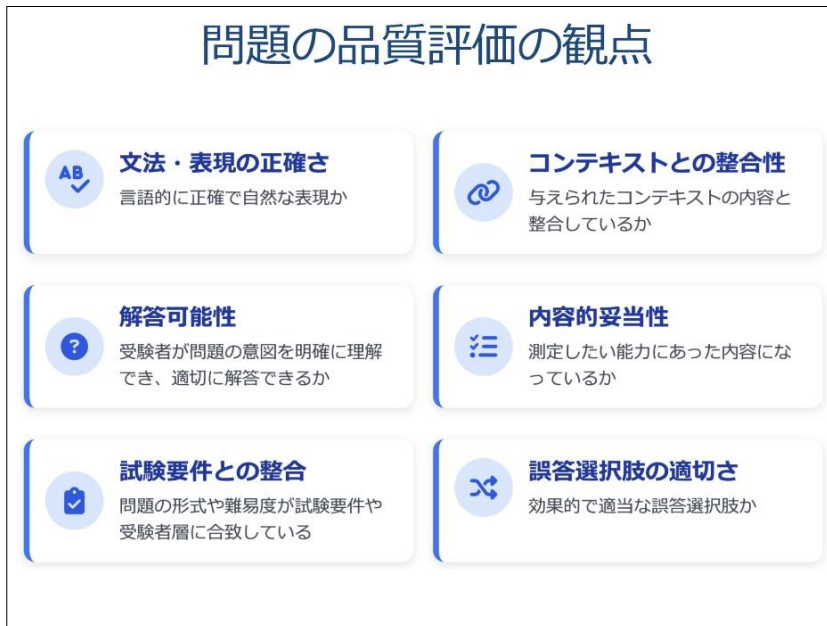 問題の品質評価の観点
AB
文法・表現の正確さ
言語的に正確で自然な表現か
コンテキストとの整合性
与えられたコンテキストの内容と
整合しているか
?
解答可能性
受験者が問題の意図を明確に理解
でき、適切に解答できるか
内容的妥当性
測定したい能力にあった内容にな
っているか
試験要件との整合
問題の形式や難易度が試験要件や
受験者層に合致している
誤答選択肢の適切さ
効果的で適当な誤答選択肢か